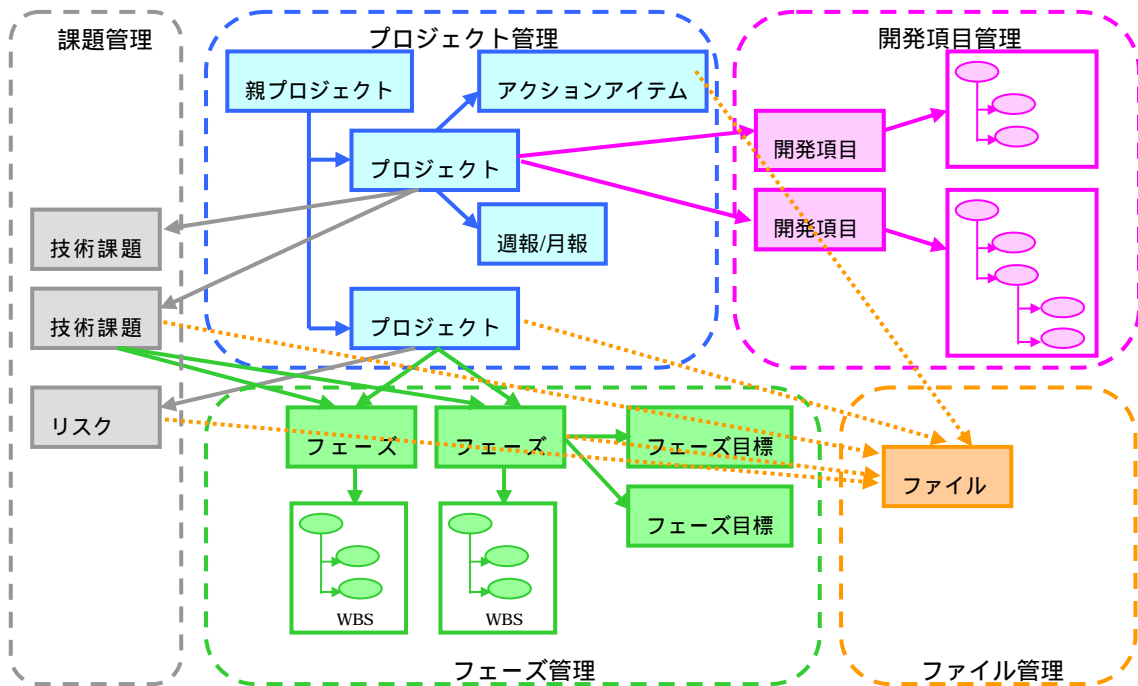 課題管理
プロジェクト管理
開発項目管理
親プロジェクト
アクションアイテム
プロジェクト
開発項目
技術課題
週報/月報
開発項目
技術課題
プロジェクト
リスク
フェーズ
フェーズ
フェーズ目標
ファイル
フェーズ目標
WBS
WBS
フェーズ管理
ファイル管理